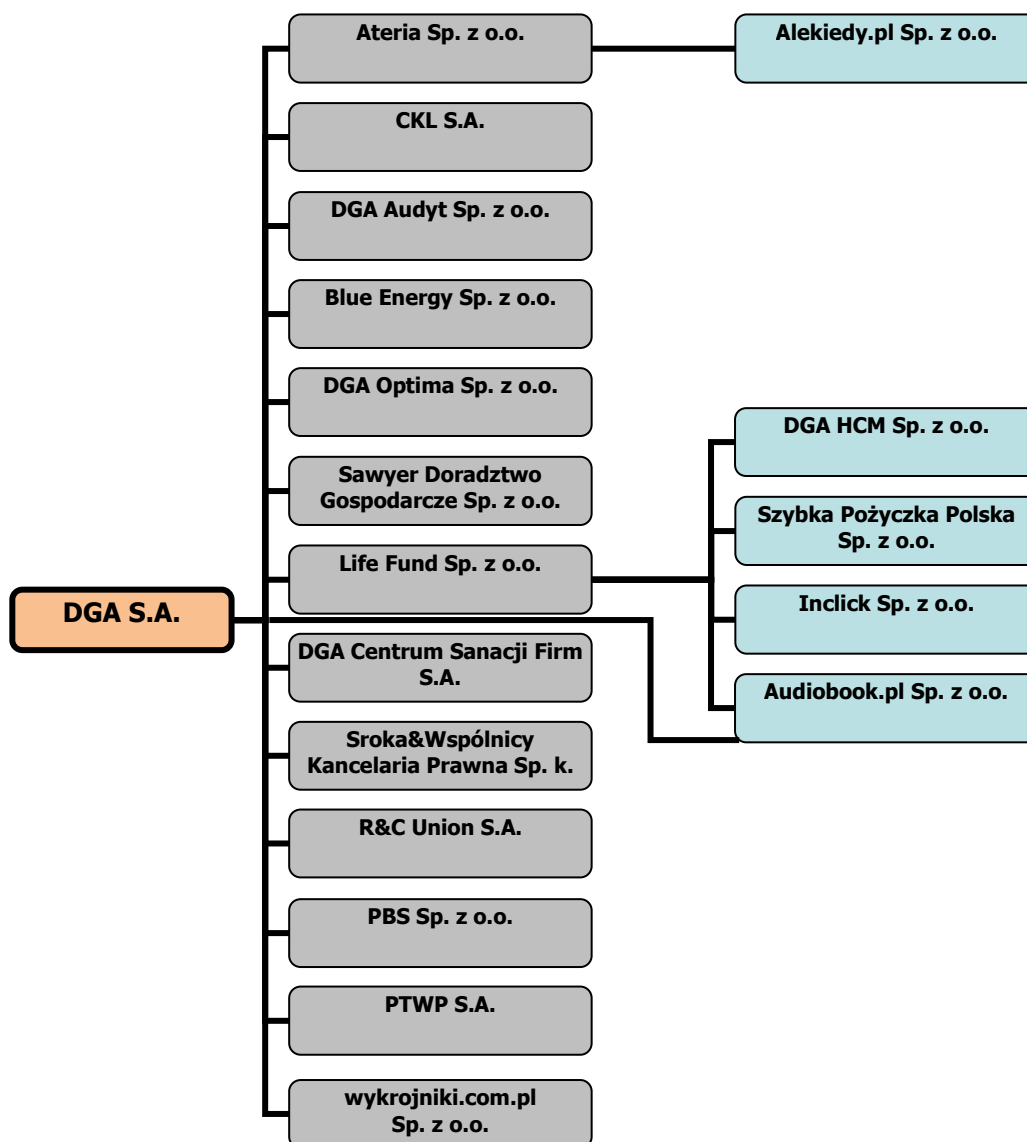 Ateria Sp. z o.o.
Alekiedy.pl Sp. z o.o.
CKL S.A.
DGA Audyt Sp. z o.o.
Blue Energy Sp. z o.o.
DGA Optima Sp. z o.o.
DGA HCM Sp. z o.o.
Sawyer Doradztwo
Gospodarcze Sp. z o.o.
Szybka Pożyczka Polska
Sp. z o.o.
Life Fund Sp. z o.o.
Inclick Sp. z o.o.
DGA S.A.
DGA Centrum Sanacji Firm
S.A.
Audiobook.pl Sp. z o.o.
Sroka&Wspólnicy
Kancelaria Prawna Sp. k.
R&C Union S.A.
PBS Sp. z o.o.
PTWP S.A.
wykrojniki.com.pl
Sp. z o.o.